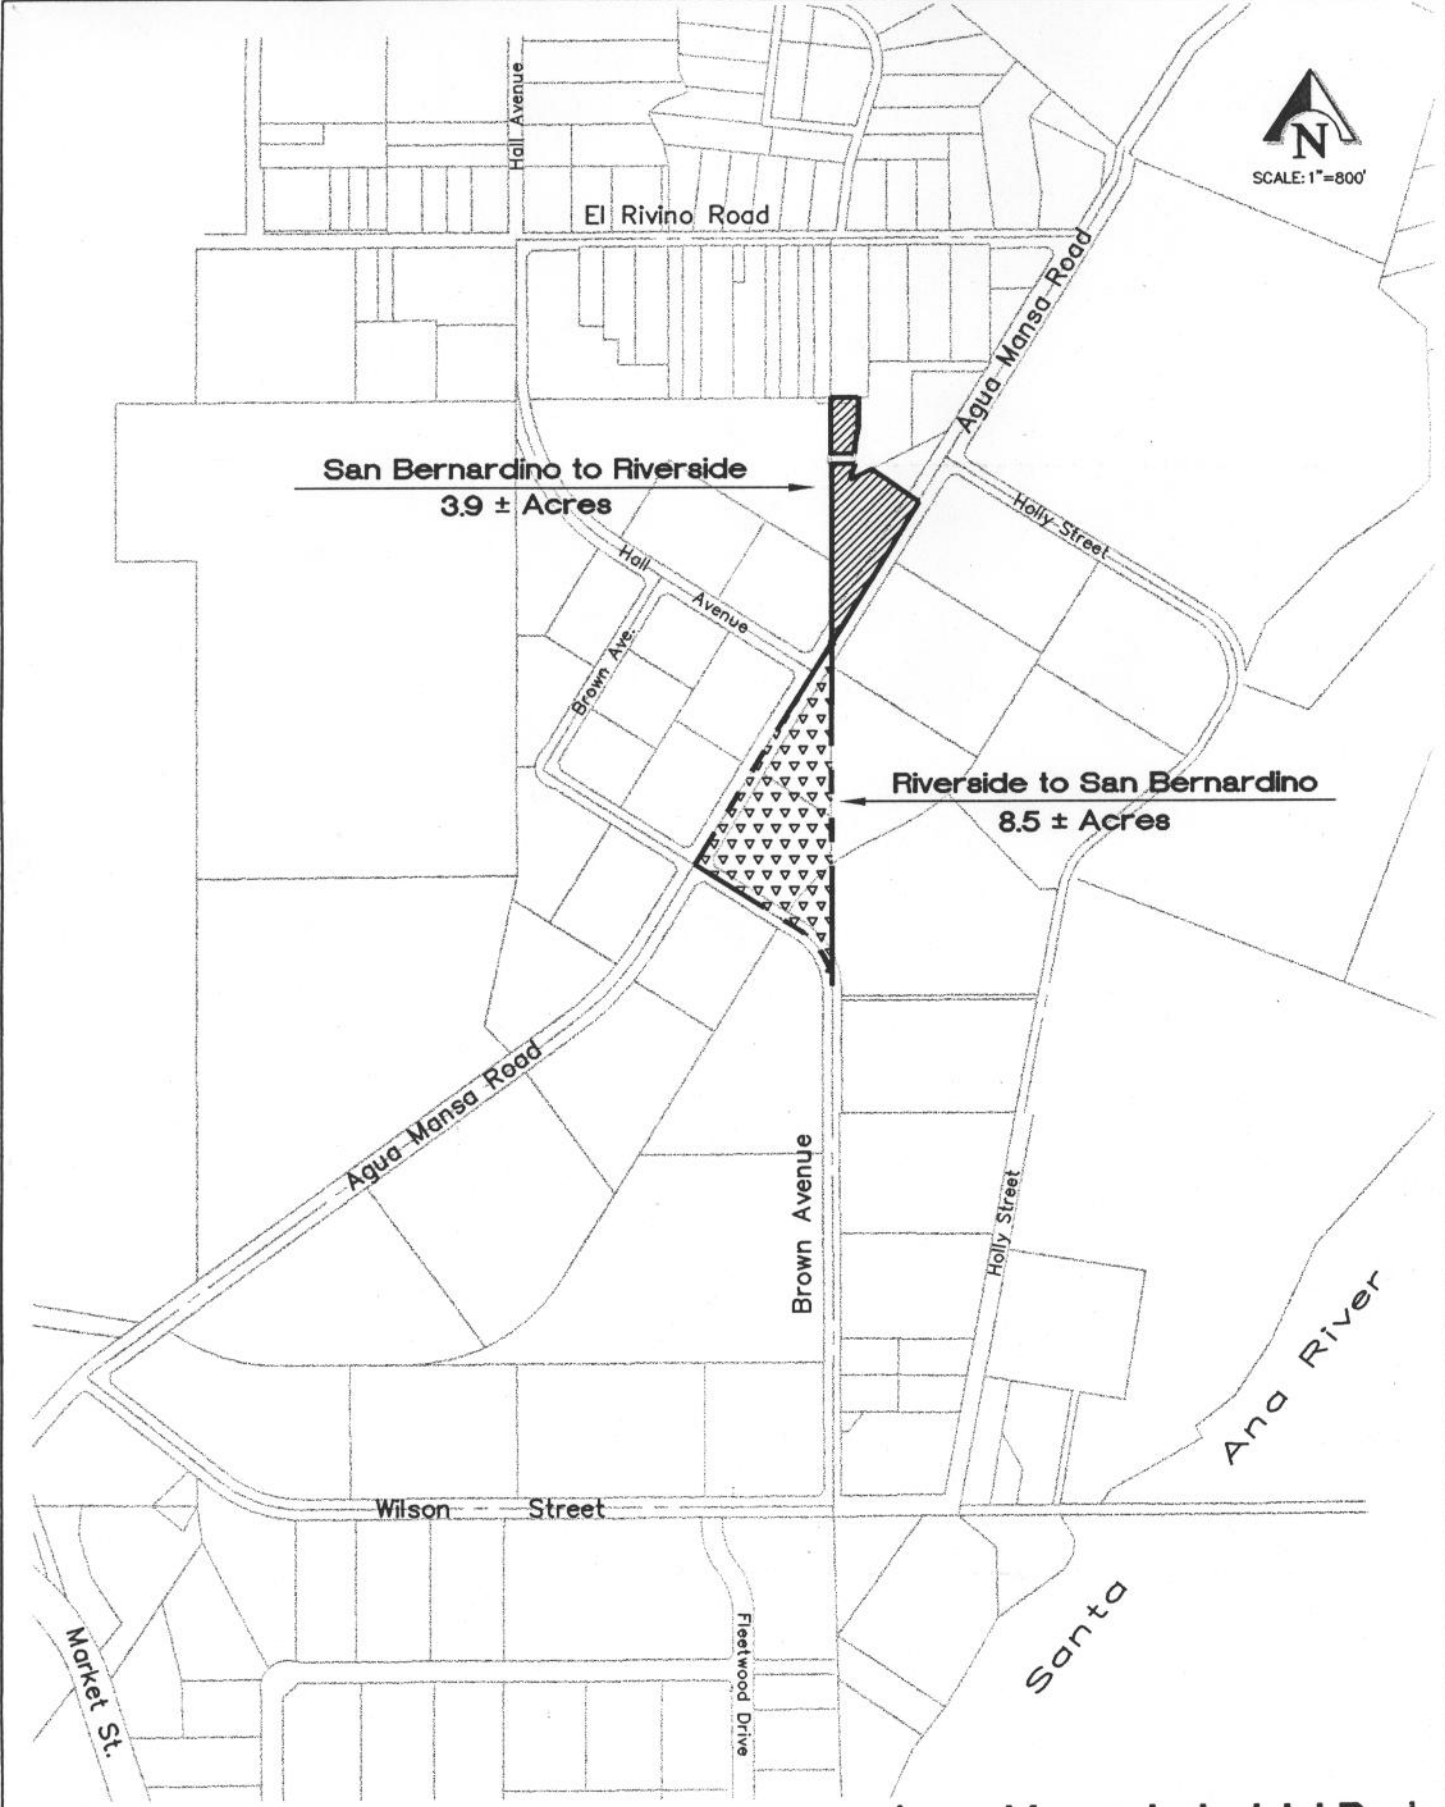 Hall Avenue
N
SCALE: 1"=800'
El Rivino Road
Agua Mansa Road
San Bernardino to Riverside
3.9 ± Acres
Holly Street
Hall
Avenue
Brown Ave.
Riverside to San Bernardino
8.5 ± Acres
Agua Mansa Road
Brown Avenue
Holly Street
Ana River
Wilson Street
Santa
Fleetwood Drive
Market St.